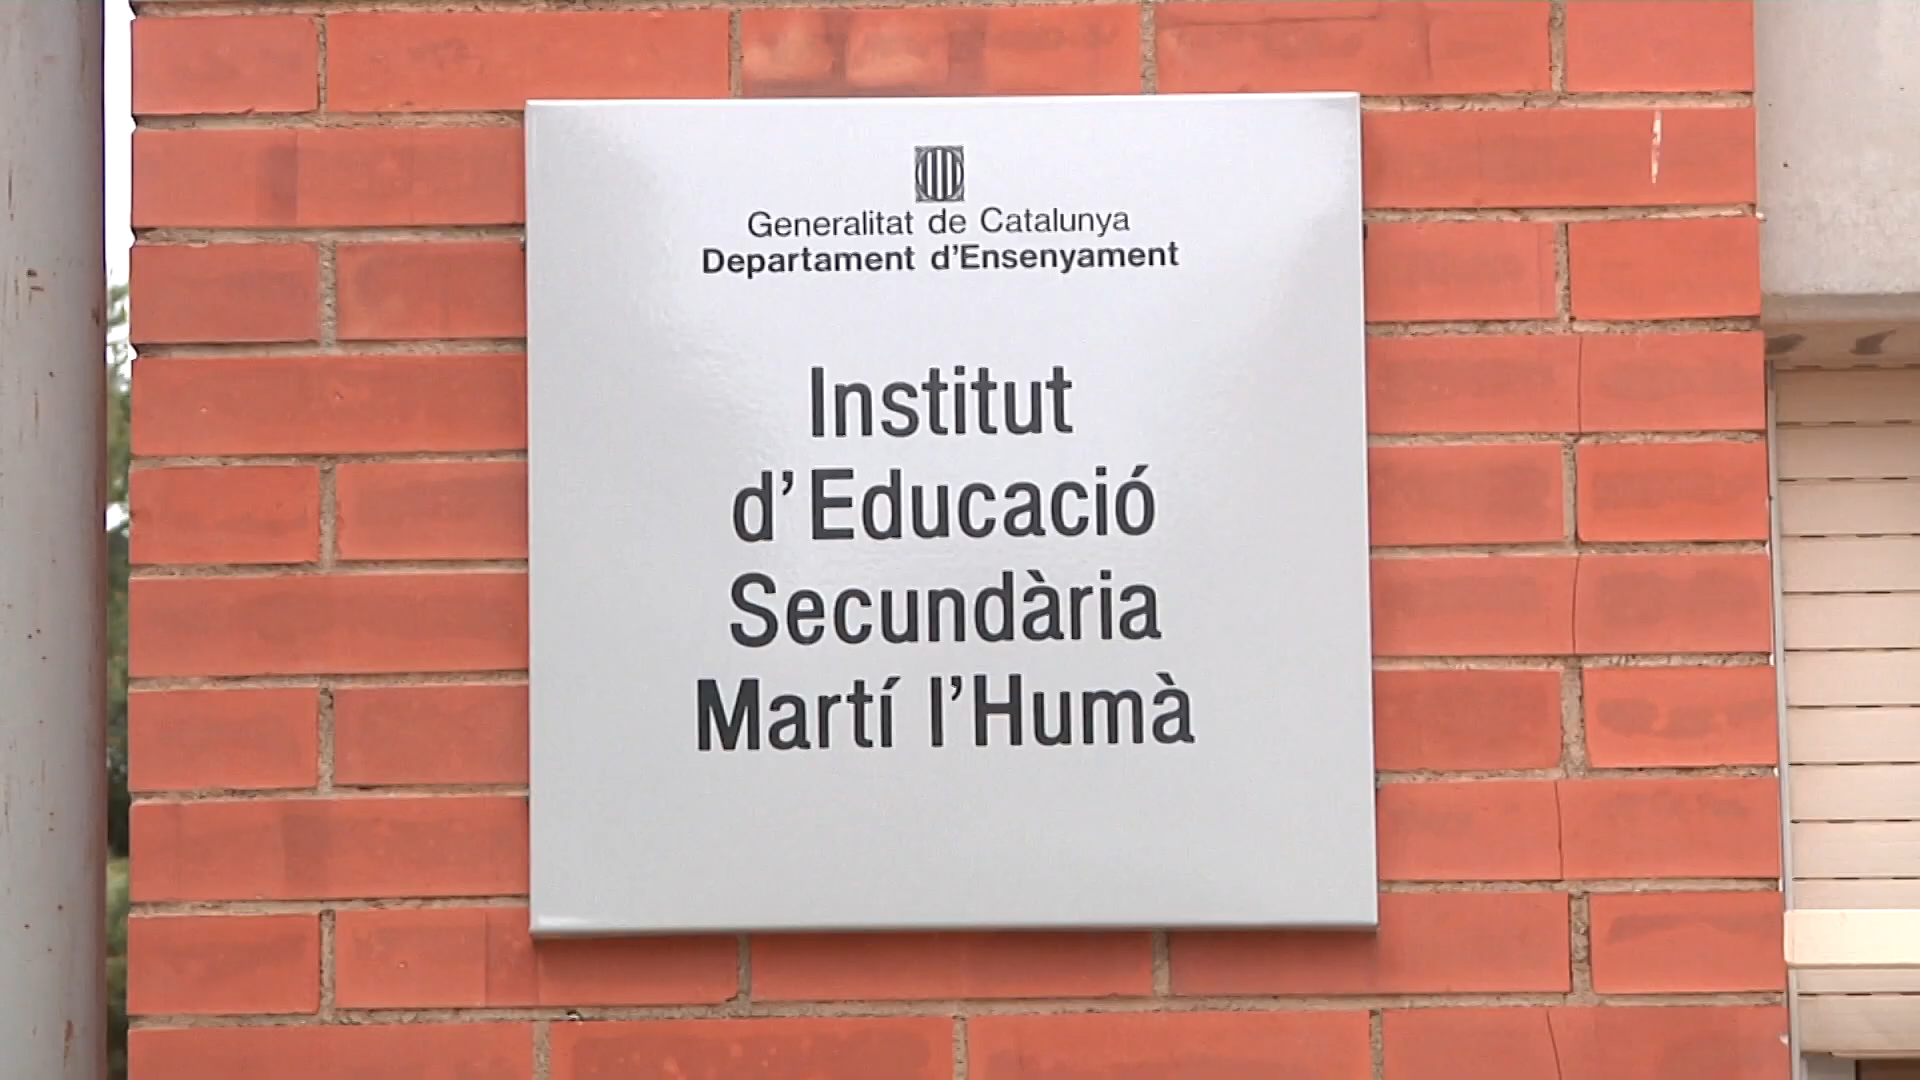 Generalitat de Catalunya
Departament d'Ensenyament
Institut
d'Educació
Secundària
Martí l'Humà